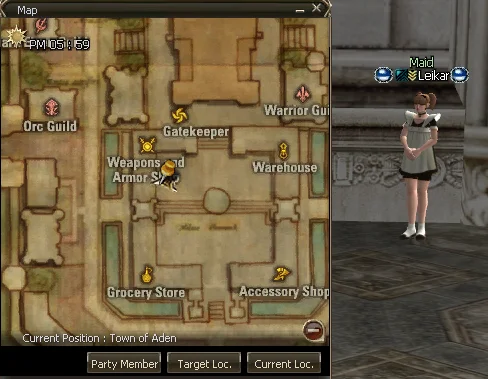 Map
PM 05 : 59
Orc Guild
Gatekeeper
Warrior Gui
Weapons and
Armor S
Warehouse
Grocery Store
Accessory Shop
Current Position : Town of Aden
Party Member
Target Loc.
Current Loc.
Maid
Leikar